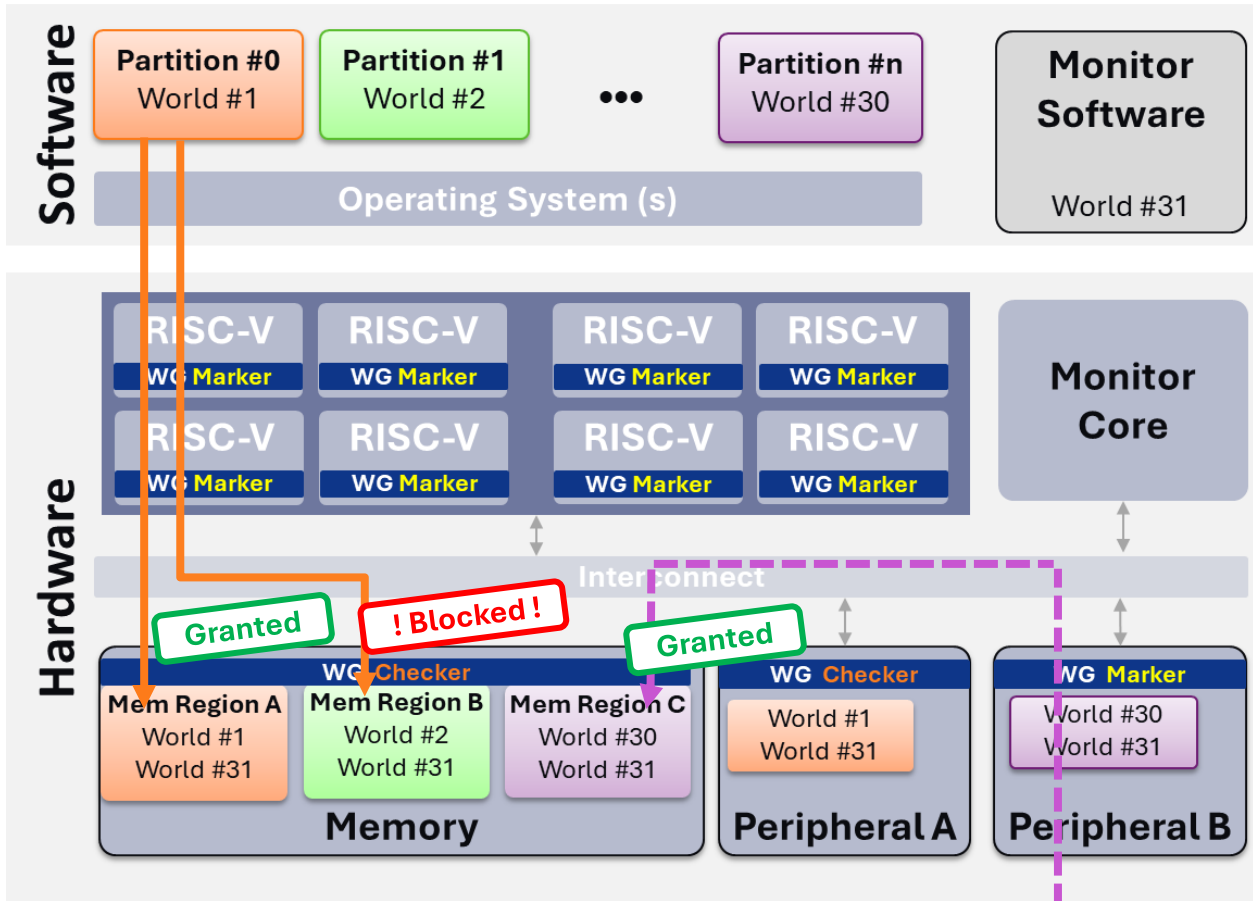 Software
Partition #0
World #1
Partition #1
World #2
•••
Partition #n
World #30
Monitor
Software
World #31
Operating System (s)
Hardware
RISC-V
WG Marker
RISC-V
WG Marker
RISC-V
WG Marker
RISC-V
WG Marker
RISC-V
WG Marker
RISC-V
WG Marker
RISC-V
WG Marker
RISC-V
WG Marker
Monitor
Core
Interconnect
Granted
! Blocked !
Granted
WG Checker
Mem Region A
World #1
World #31
Mem Region B
World #2
World #31
Mem Region C
World #30
World #31
Memory
WG Checker
World #1
World #31
Peripheral A
WG Marker
World #30
World #31
Peripheral B